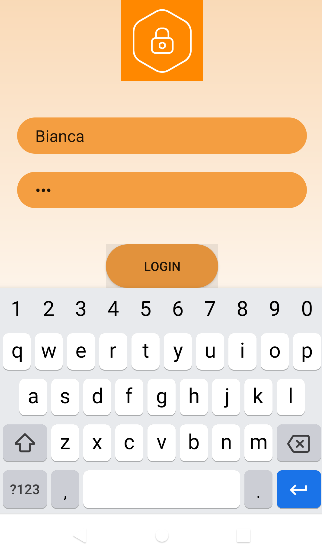 Bianca
•••
LOGIN
1 2 3 4 5 6 7 8 9 0
q w e r t y u i o p
a s d f g h j k l
z x c v b n m
?123 , .